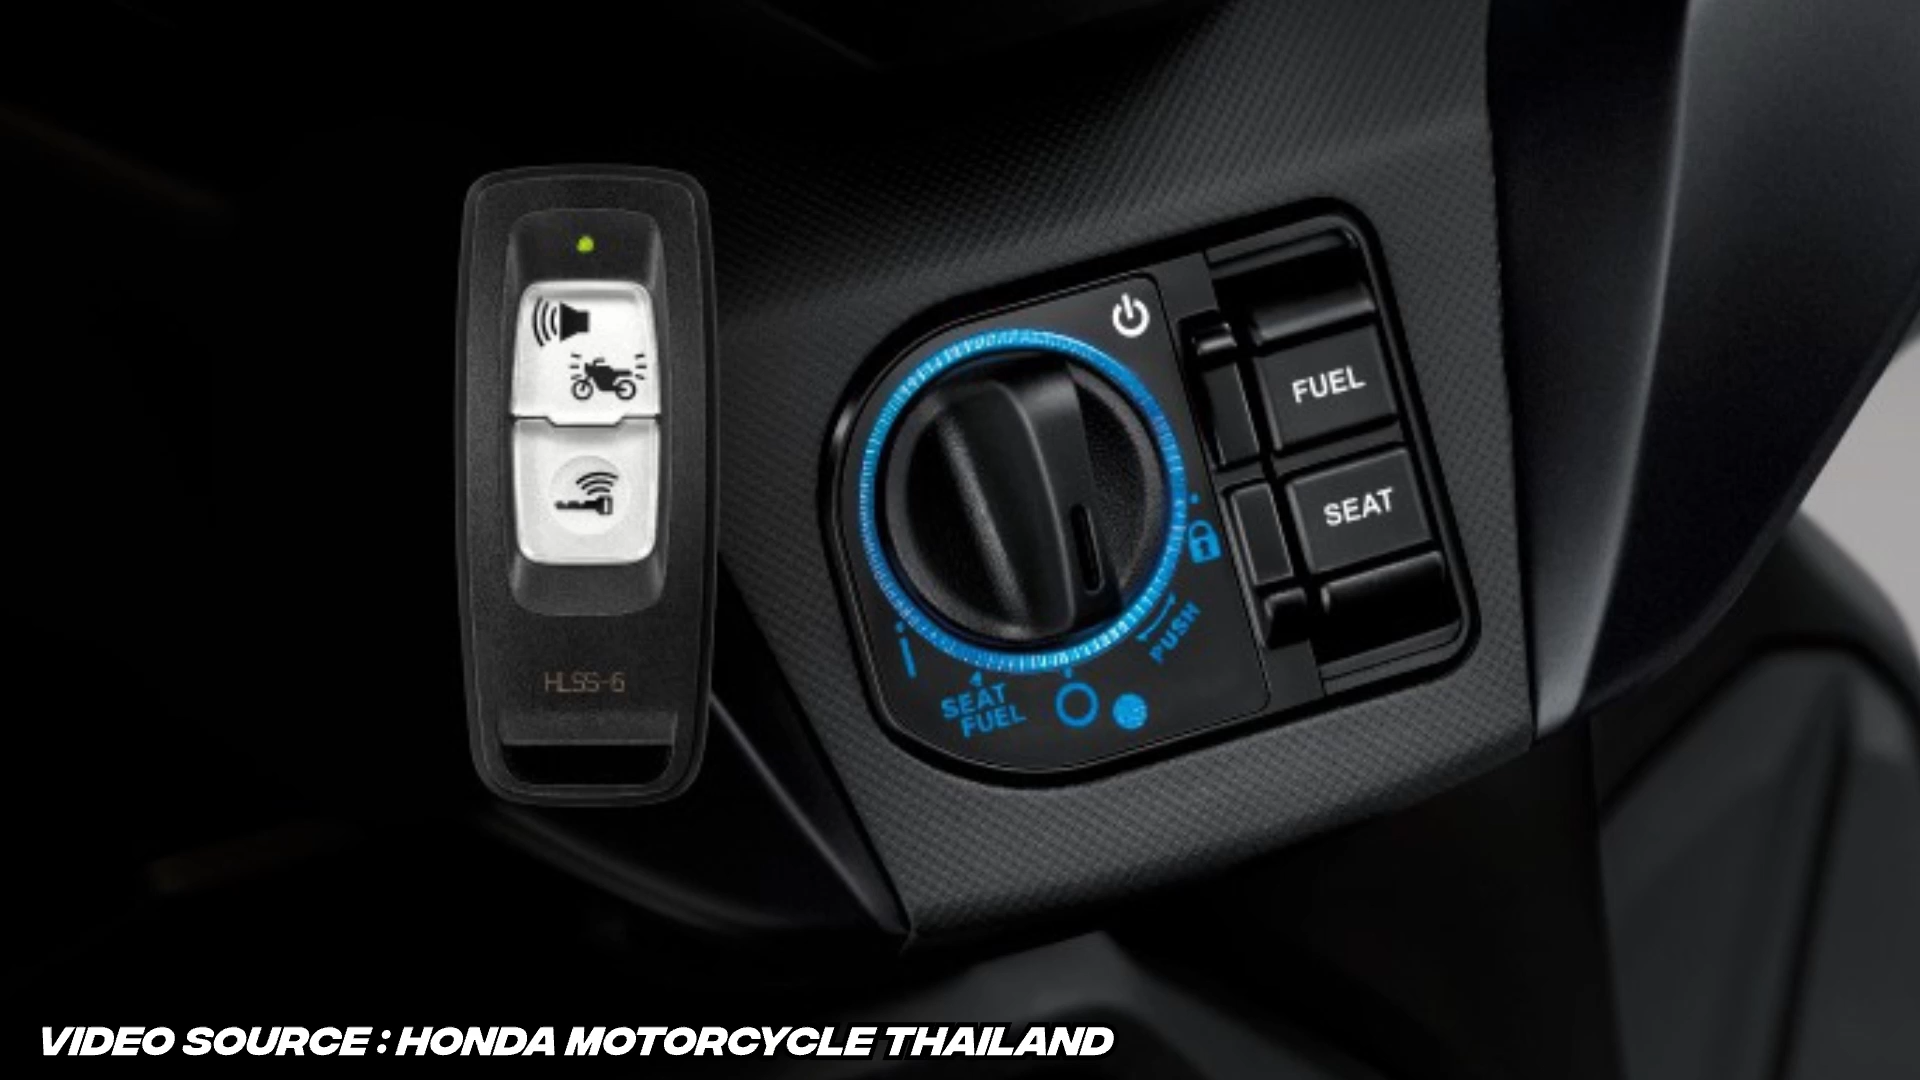 FUEL
SEAT
PUSH
SEAT
FUEL
HLSS-6
VIDEO SOURCE : HONDA MOTORCYCLE THAILAND